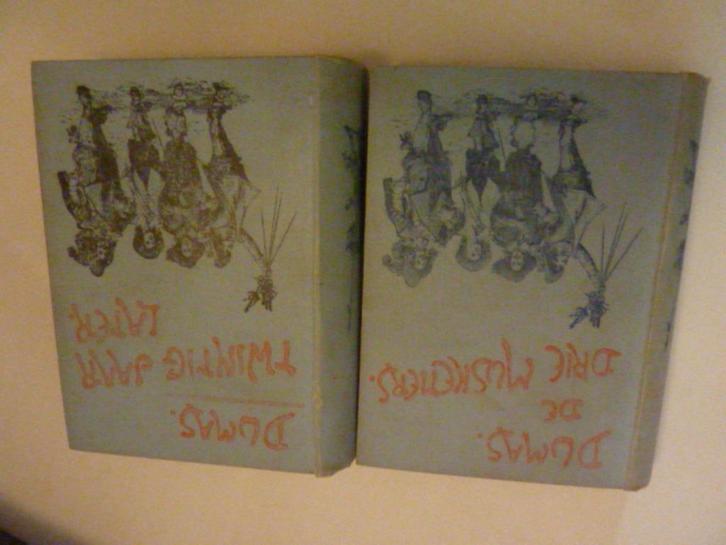 DUMAS.
DE
DRIE MUSKETIERS.
DUMAS.
TWINTIG JAAR
LATER.